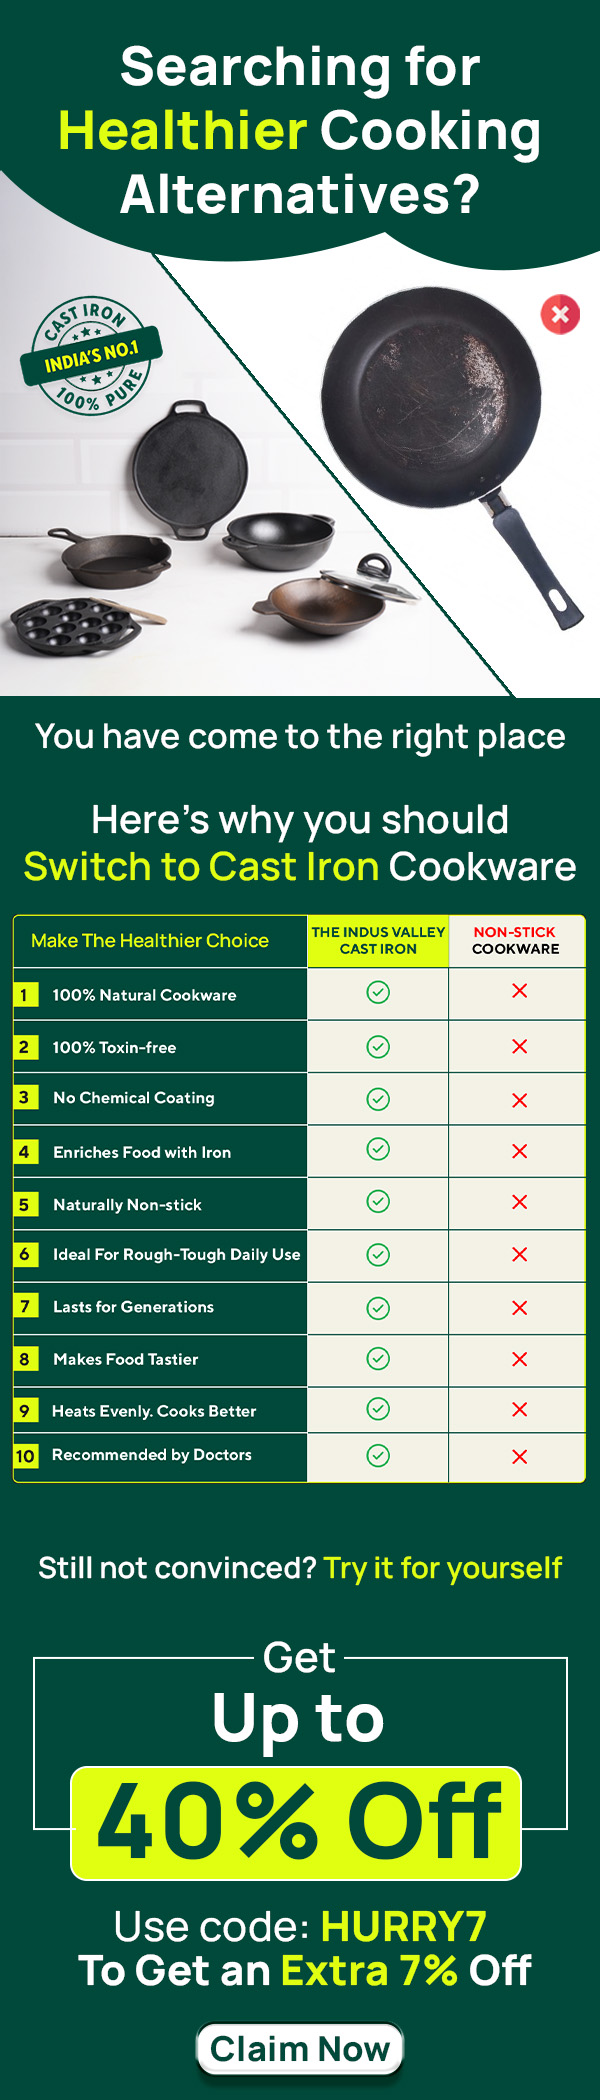 Searching for
Healthier Cooking
Alternatives?
CAST IRON
INDIA'S NO.1
100% PURE
You have come to the right place
Here's why you should
Switch to Cast Iron Cookware
Make The Healthier Choice
THE INDUS VALLEY
CAST IRON
NON-STICK
COOKWARE
1 100% Natural Cookware
2 100% Toxin-free
3 No Chemical Coating
4 Enriches Food with Iron
5 Naturally Non-stick
6 Ideal For Rough-Tough Daily Use
7 Lasts for Generations
8 Makes Food Tastier
9 Heats Evenly. Cooks Better
10 Recommended by Doctors
Still not convinced? Try it for yourself
Get
Up to
40% Off
Use code: HURRY7
To Get an Extra 7% Off
Claim Now